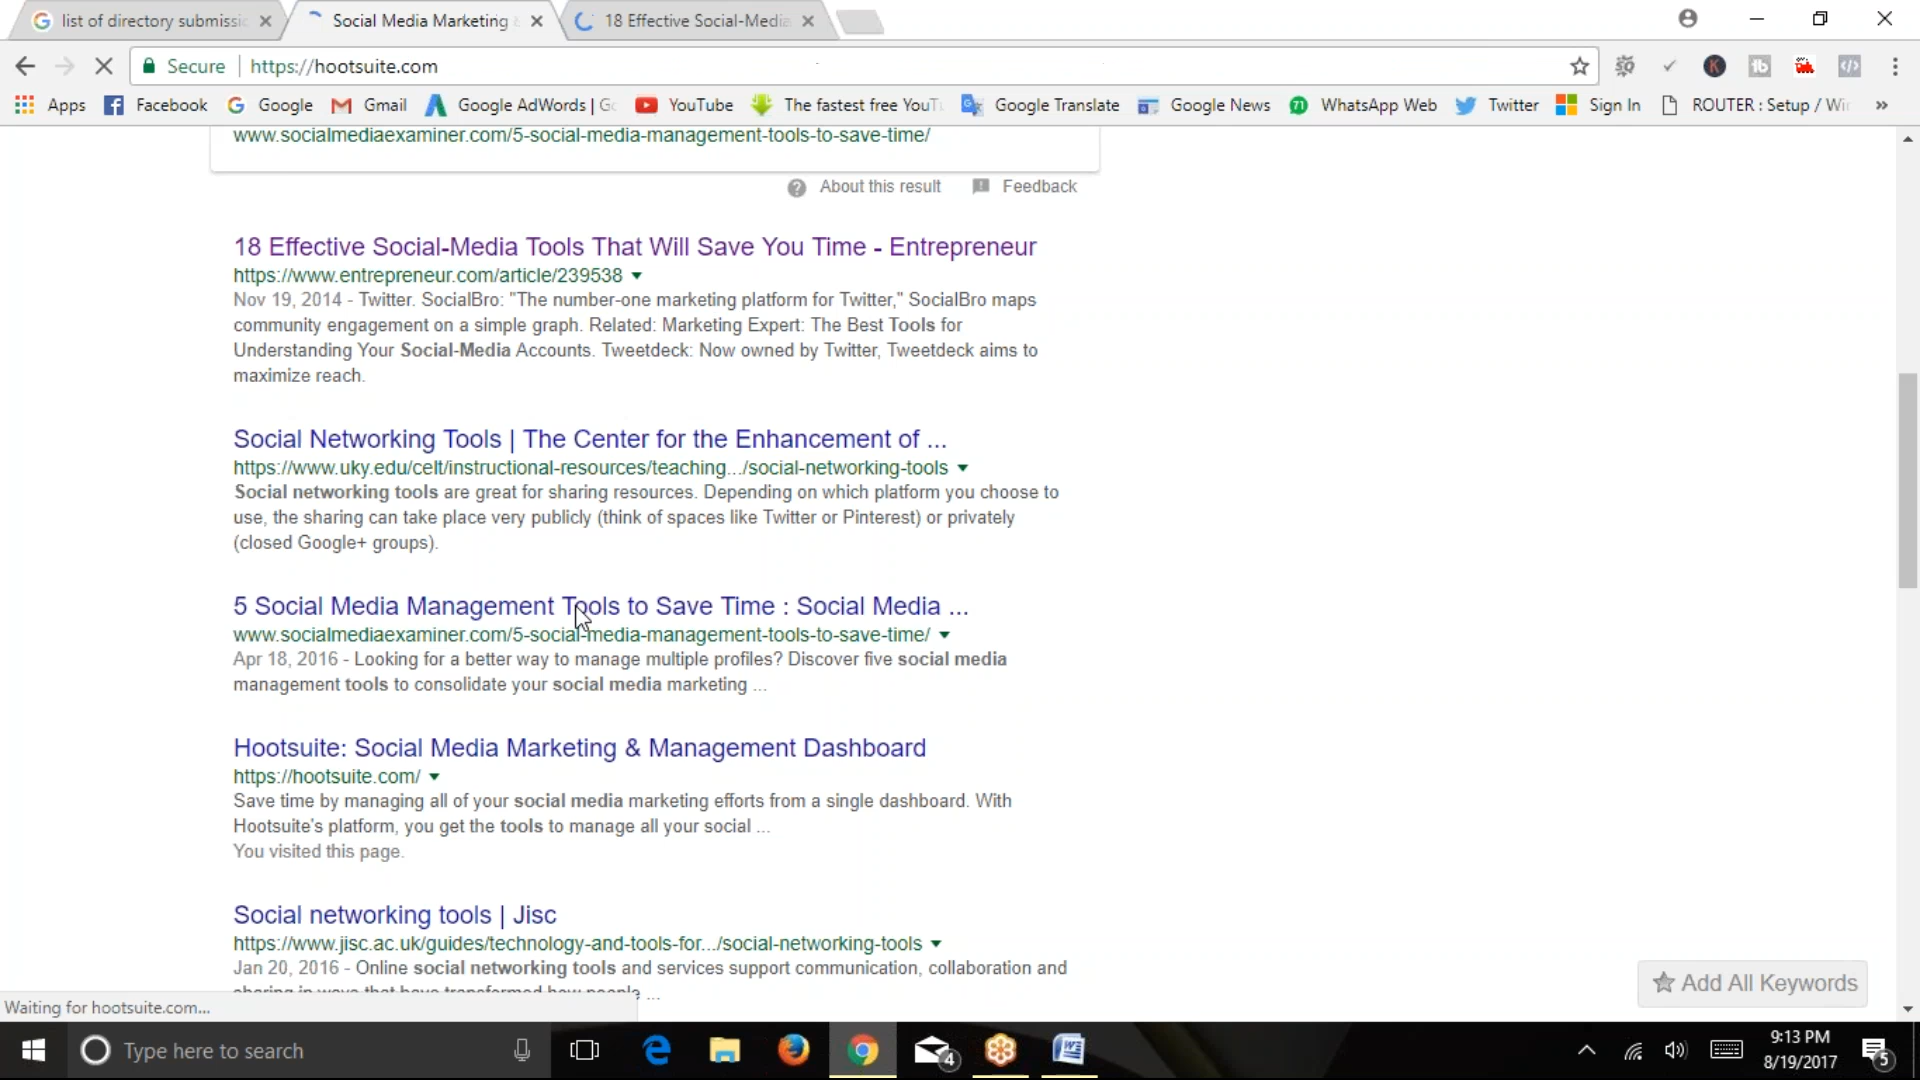 list of directory submissi
Social Media Marketing
18 Effective Social-Media
Secure https://hootsuite.com
Apps Facebook Google Gmail Google AdWords | G YouTube The fastest free YouT Google Translate Google News 71 WhatsApp Web Twitter Sign In ROUTER : Setup / Wi »
www.socialmediaexaminer.com/5-social-media-management-tools-to-save-time/
About this result Feedback
18 Effective Social-Media Tools That Will Save You Time - Entrepreneur
https://www.entrepreneur.com/article/239538
Nov 19, 2014 - Twitter. SocialBro: "The number-one marketing platform for Twitter," SocialBro maps
community engagement on a simple graph. Related: Marketing Expert: The Best Tools for
Understanding Your Social-Media Accounts. Tweetdeck: Now owned by Twitter, Tweetdeck aims to
maximize reach.
Social Networking Tools | The Center for the Enhancement of ...
https://www.uky.edu/celt/instructional-resources/teaching.../social-networking-tools
Social networking tools are great for sharing resources. Depending on which platform you choose to
use, the sharing can take place very publicly (think of spaces like Twitter or Pinterest) or privately
(closed Google+ groups).
5 Social Media Management Tools to Save Time : Social Media ...
www.socialmediaexaminer.com/5-social-media-management-tools-to-save-time/
Apr 18, 2016 - Looking for a better way to manage multiple profiles? Discover five social media
management tools to consolidate your social media marketing ...
Hootsuite: Social Media Marketing & Management Dashboard
https://hootsuite.com/
Save time by managing all of your social media marketing efforts from a single dashboard. With
Hootsuite's platform, you get the tools to manage all your social ...
You visited this page.
Social networking tools | Jisc
https://www.jisc.ac.uk/guides/technology-and-tools-for.../social-networking-tools
Jan 20, 2016 - Online social networking tools and services support communication, collaboration and
sharing in ways that have transformed how people ...
Add All Keywords
Waiting for hootsuite.com...
Type here to search
4
9:13 PM
8/19/2017
5